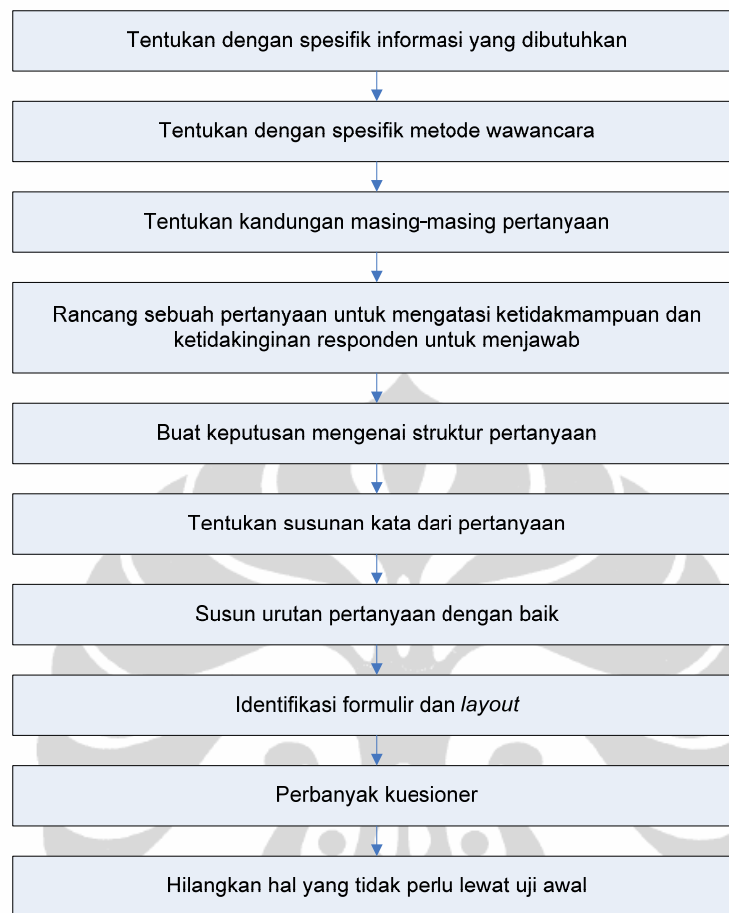 Tentukan dengan spesifik informasi yang dibutuhkan
Tentukan dengan spesifik metode wawancara
Tentukan kandungan masing-masing pertanyaan
Rancang sebuah pertanyaan untuk mengatasi ketidakmampuan dan
ketidakinginan responden untuk menjawab
Buat keputusan mengenai struktur pertanyaan
Tentukan susunan kata dari pertanyaan
Susun urutan pertanyaan dengan baik
Identifikasi formulir dan layout
Perbanyak kuesioner
Hilangkan hal yang tidak perlu lewat uji awal